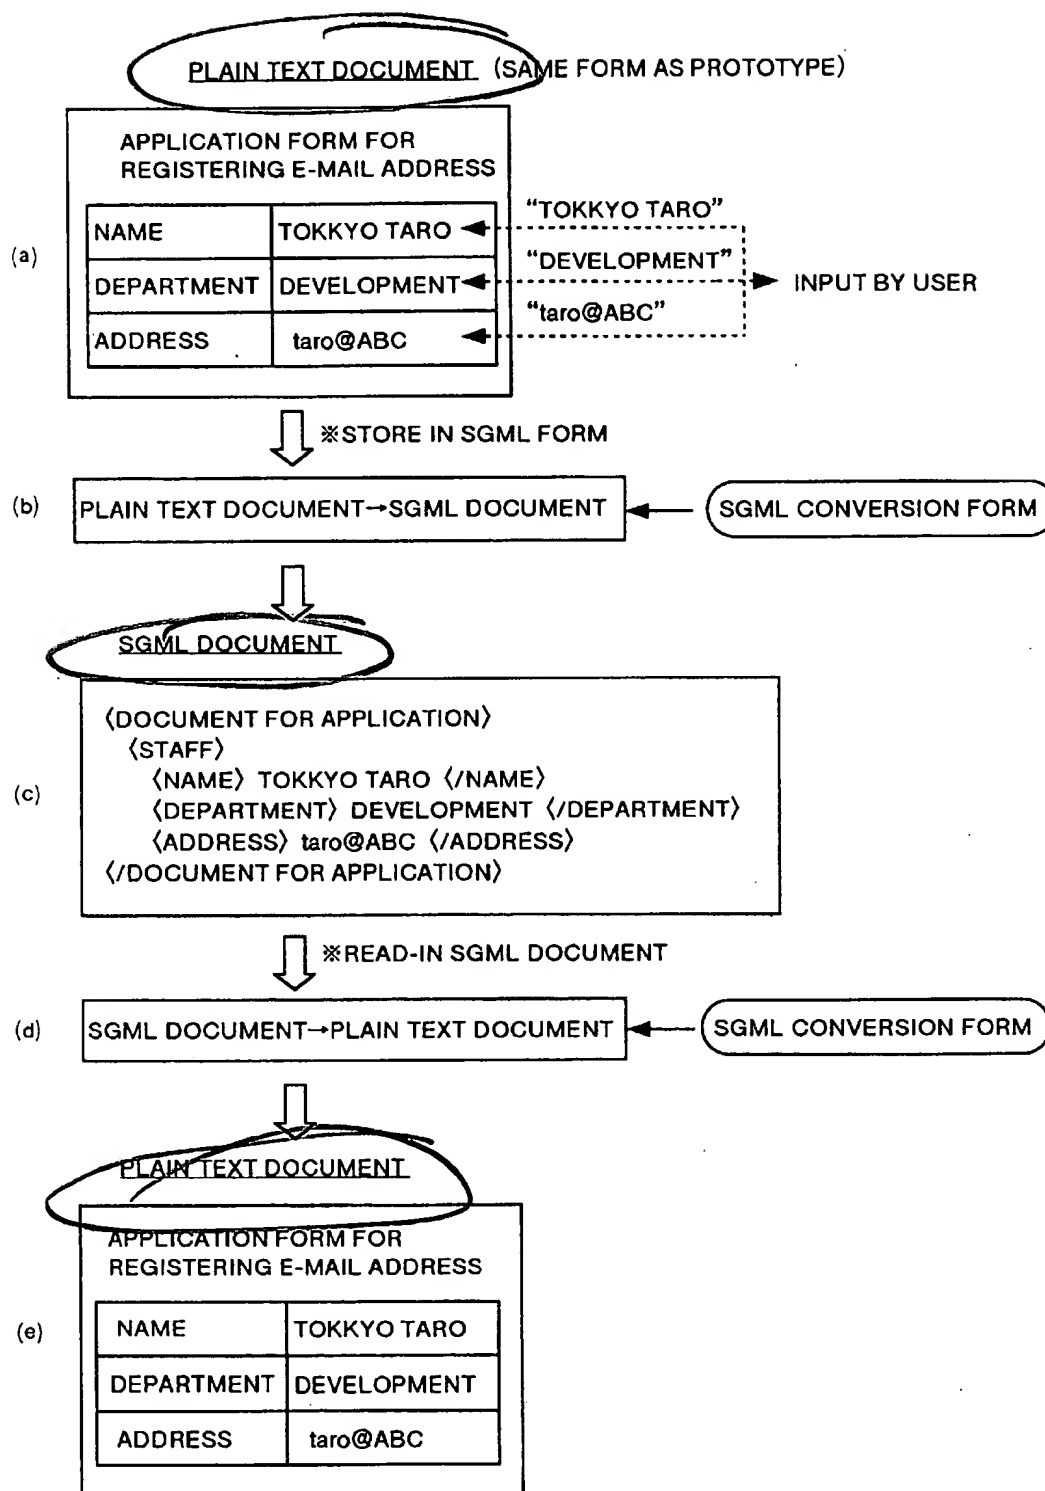 PLAIN TEXT DOCUMENT (SAME FORM AS PROTOTYPE)
APPLICATION FORM FOR
REGISTERING E-MAIL ADDRESS
(a)
NAME TOKKYO TARO "TOKKYO TARO"
DEPARTMENT DEVELOPMENT "DEVELOPMENT" INPUT BY USER
ADDRESS taro@ABC "taro@ABC"
※STORE IN SGML FORM
(b) PLAIN TEXT DOCUMENT→SGML DOCUMENT SGML CONVERSION FORM
SGML DOCUMENT
(c)
〈DOCUMENT FOR APPLICATION〉
〈STAFF〉
〈NAME〉 TOKKYO TARO 〈/NAME〉
〈DEPARTMENT〉 DEVELOPMENT 〈/DEPARTMENT〉
〈ADDRESS〉 taro@ABC 〈/ADDRESS〉
〈/DOCUMENT FOR APPLICATION〉
※READ-IN SGML DOCUMENT
(d) SGML DOCUMENT→PLAIN TEXT DOCUMENT SGML CONVERSION FORM
PLAIN TEXT DOCUMENT
APPLICATION FORM FOR
REGISTERING E-MAIL ADDRESS
(e)
NAME TOKKYO TARO
DEPARTMENT DEVELOPMENT
ADDRESS taro@ABC